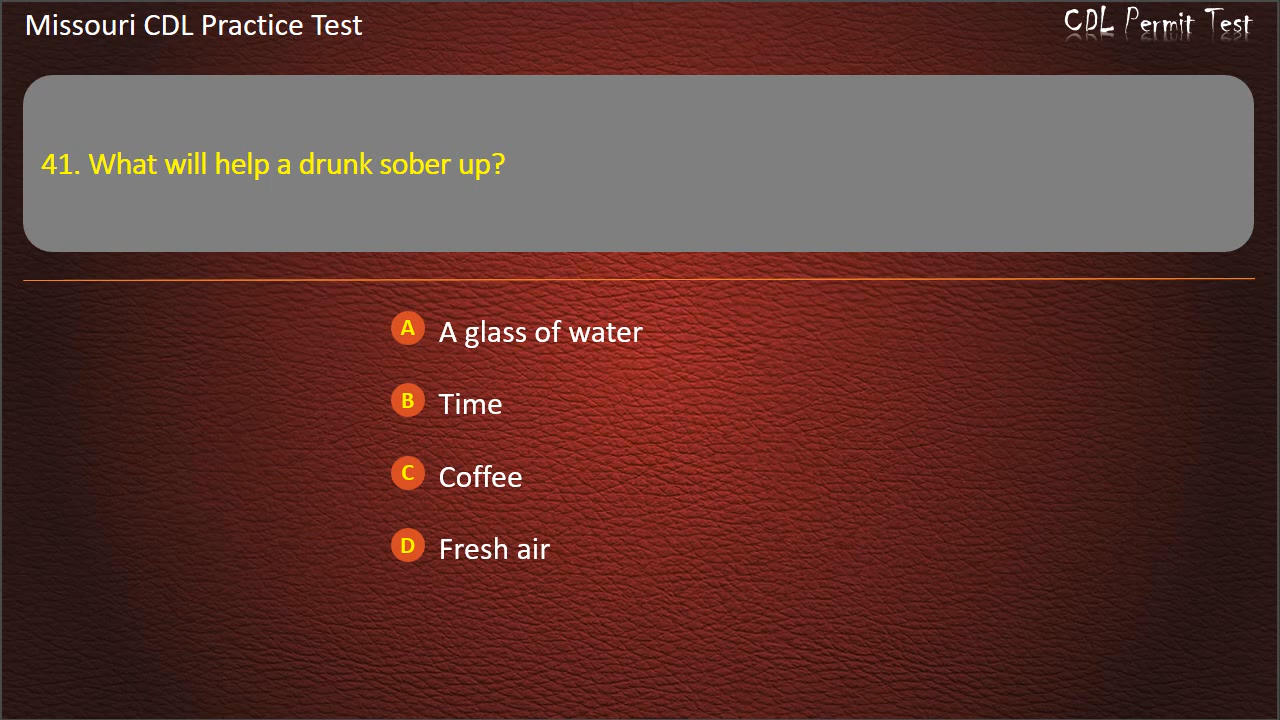 Missouri CDL Practice Test
CDL Permit Test
41. What will help a drunk sober up?
A A glass of water
B Time
C Coffee
D Fresh air